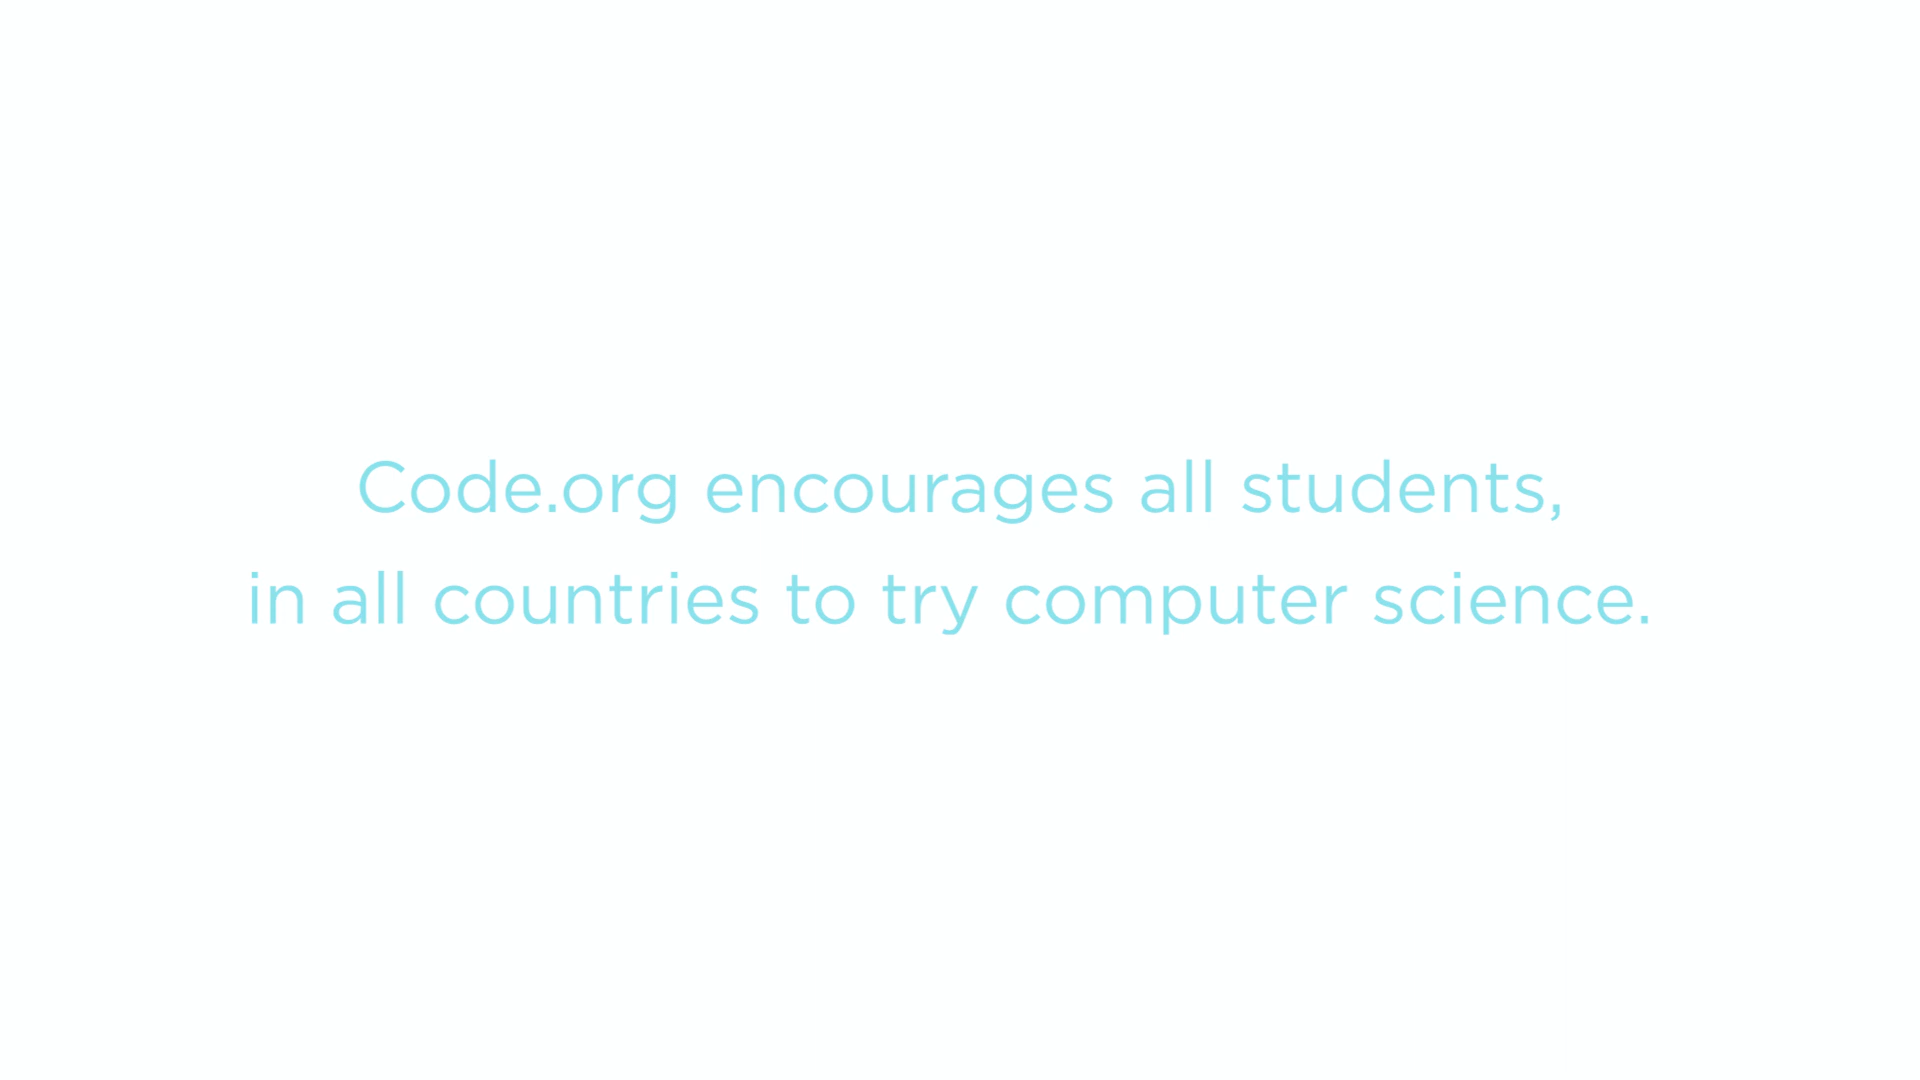 Code.org encourages all students,
in all countries to try computer science.